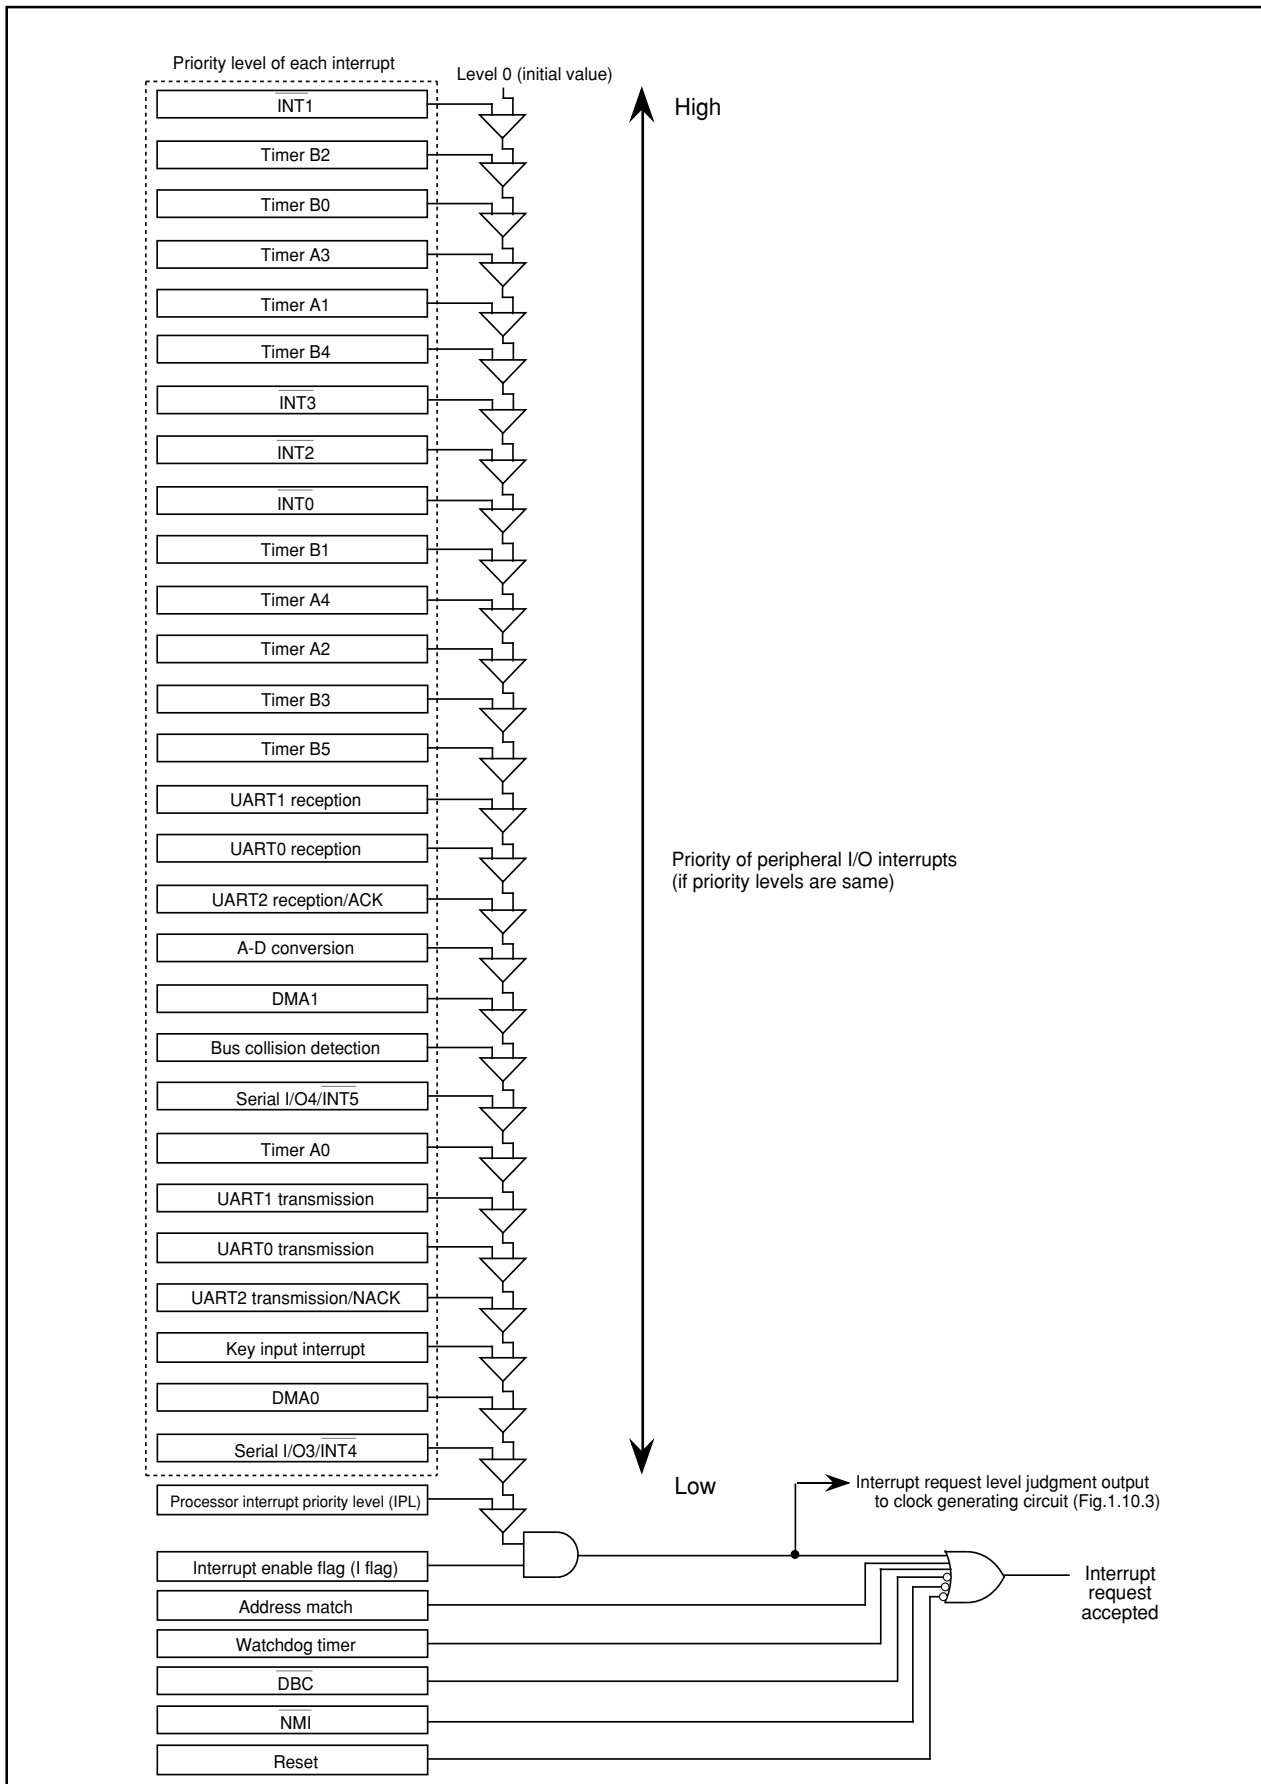 Priority level of each interrupt
Level 0 (initial value)
INT1
High
Timer B2
Timer B0
Timer A3
Timer A1
Timer B4
INT3
INT2
INT0
Timer B1
Timer A4
Timer A2
Timer B3
Timer B5
UART1 reception
UART0 reception
Priority of peripheral I/O interrupts
(if priority levels are same)
UART2 reception/ACK
A-D conversion
DMA1
Bus collision detection
Serial I/O4/INT5
Timer A0
UART1 transmission
UART0 transmission
UART2 transmission/NACK
Key input interrupt
DMA0
Serial I/O3/INT4
Low
Processor interrupt priority level (IPL)
Interrupt request level judgment output
to clock generating circuit (Fig.1.10.3)
Interrupt enable flag (I flag)
Interrupt
request
accepted
Address match
Watchdog timer
DBC
NMI
Reset